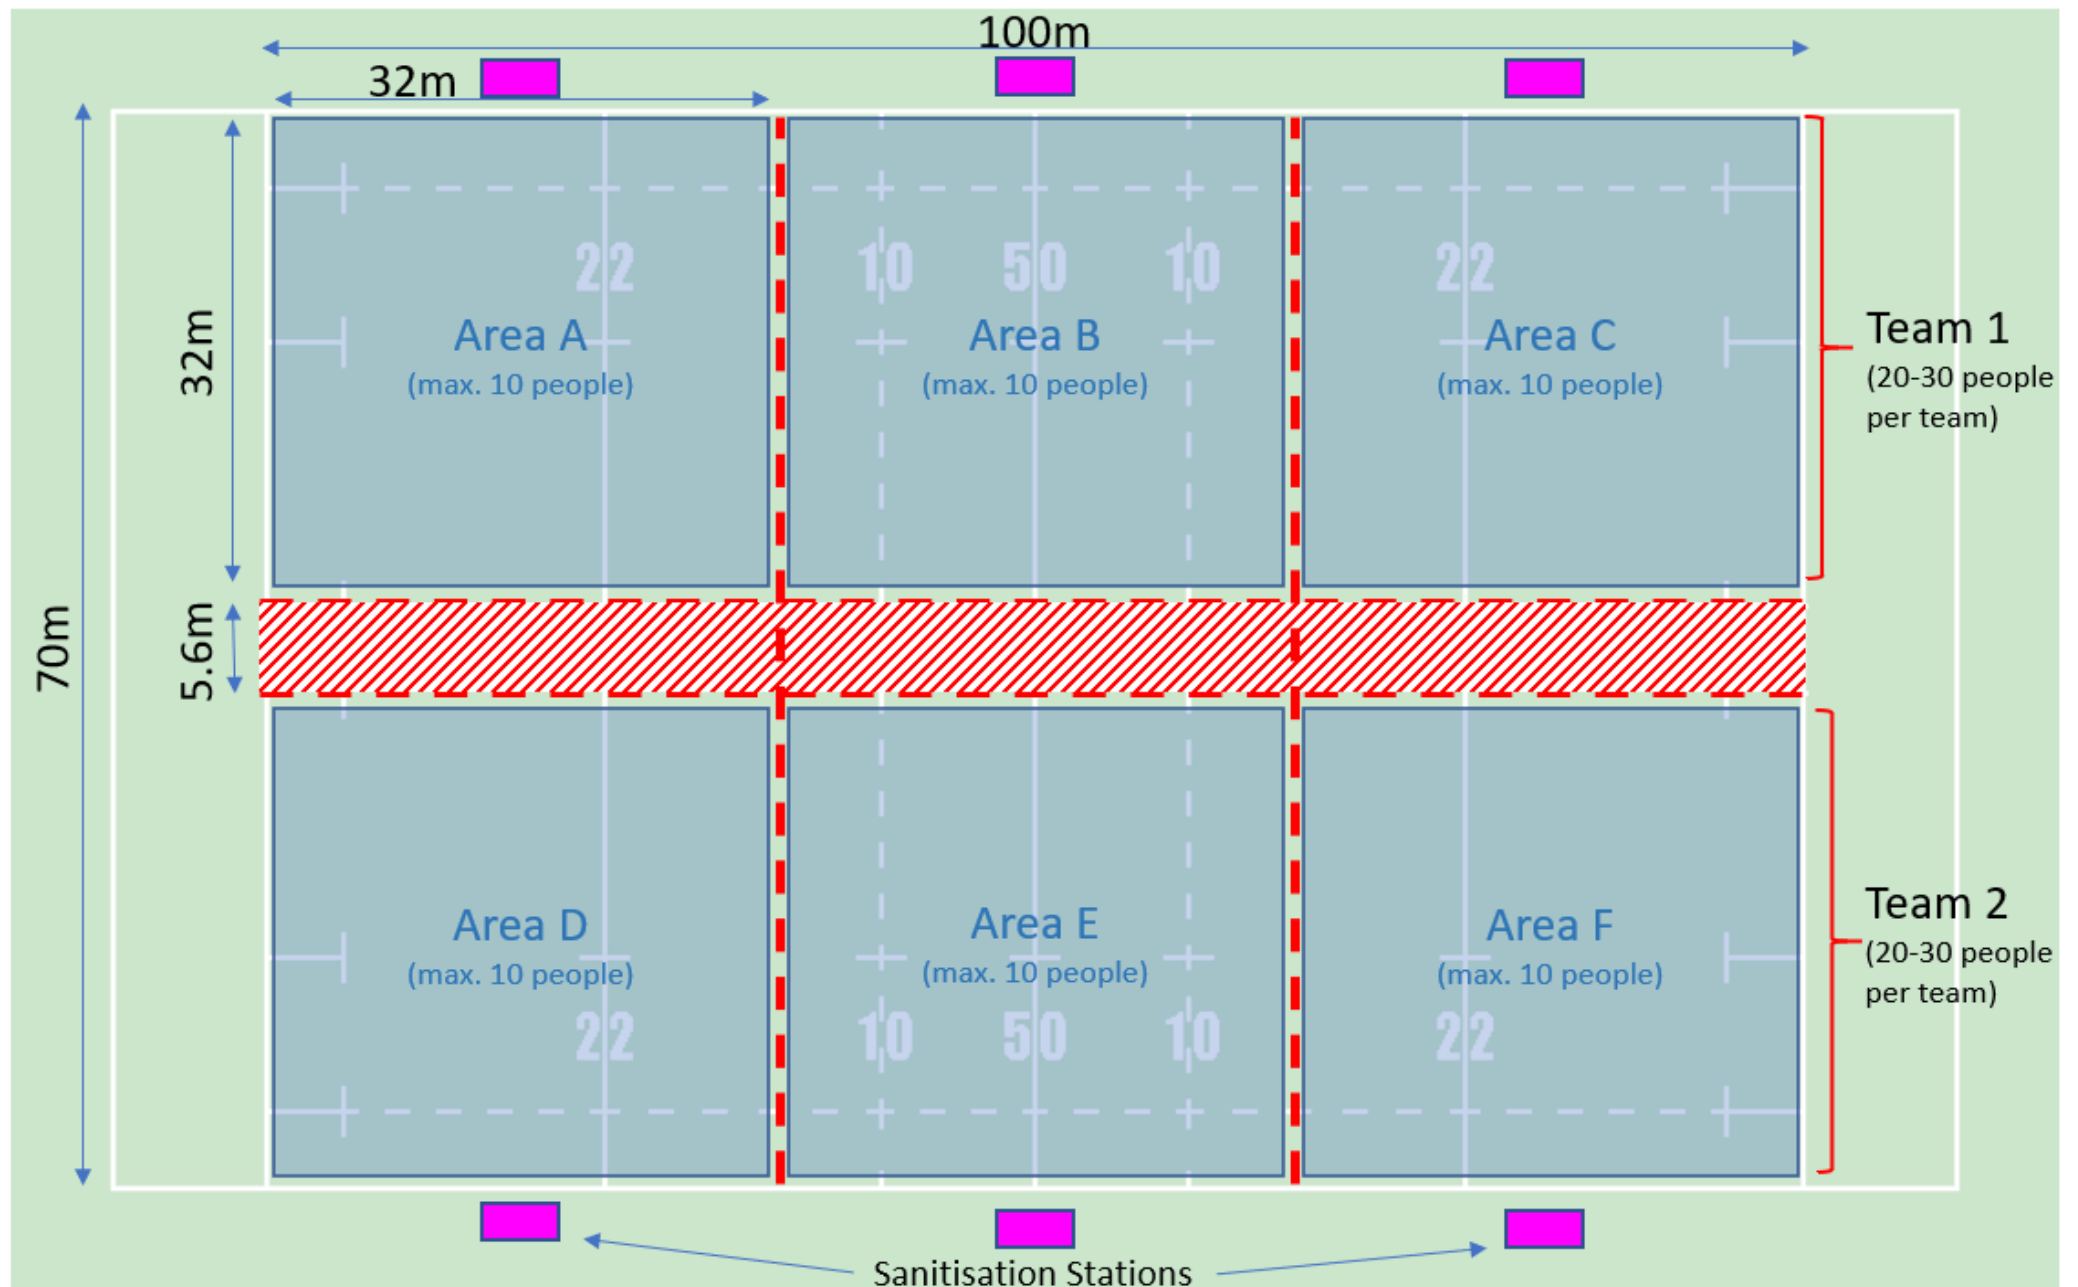 100m
32m
32m
5.6m
70m
22
10
50
10
22
Area A
(max. 10 people)
Area B
(max. 10 people)
Area C
(max. 10 people)
Team 1
(20-30 people
per team)
Area D
(max. 10 people)
Area E
(max. 10 people)
Area F
(max. 10 people)
Team 2
(20-30 people
per team)
22
10
50
10
22
Sanitisation Stations